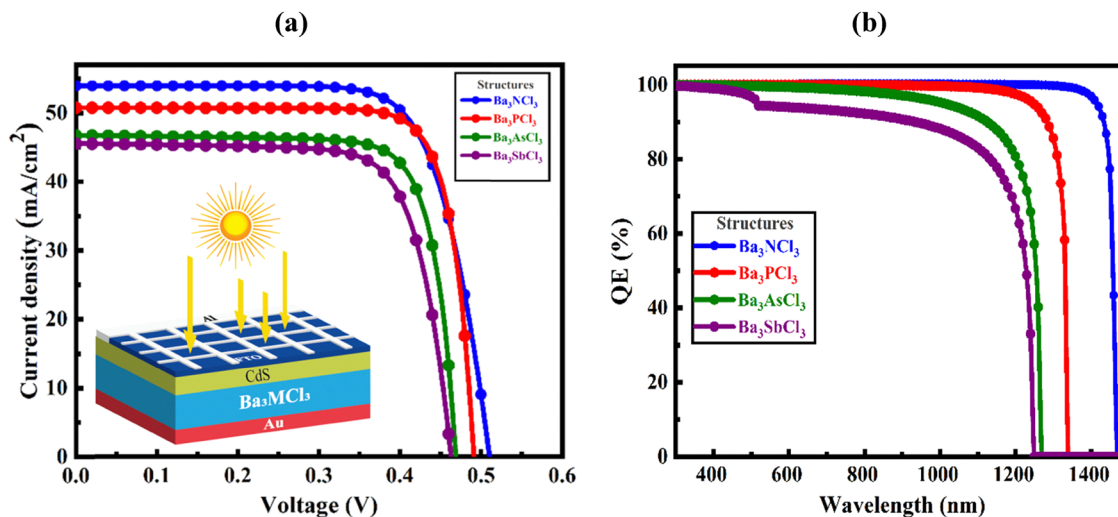 (a)
(b)
Current density (mA/cm²)
50
40
30
20
10
0
0.0 0.1 0.2 0.3 0.4 0.5 0.6
Voltage (V)
Structures
Ba₃NCl₃
Ba₃PCl₃
Ba₃AsCl₃
Ba₃SbCl₃
Al
CdS
Ba₃MCl₃
Au
QE (%)
100
80
60
40
20
0
400 600 800 1000 1200 1400
Wavelength (nm)
Structures
Ba₃NCl₃
Ba₃PCl₃
Ba₃AsCl₃
Ba₃SbCl₃